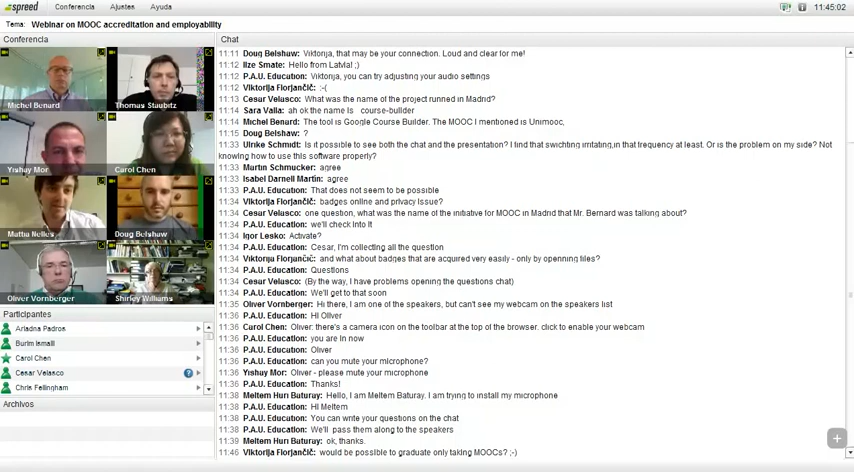 spreed
Conferencia Ajustes Ayuda 11:45:02
Tema: Webinar on MOOC accreditation and employability
Conferencia
Michel Benard
Thomas Staubitz
Yishay Mor
Carol Chen
Mattia Nelles
Doug Belshaw
Oliver Vornberger
Shirley Williams
Participantes
Ariadna Padros
Burim Ismaili
Carol Chen
Cesar Velasco
Chris Fellingham
Archivos
Chat
11:11 Doug Belshaw: Viktorija, that may be your connection. Loud and clear for me!
11:12 Ilze Smate: Hello from Latvia! ;)
11:12 P.A.U. Education: Viktorija, you can try adjusting your audio settings
11:12 Viktorija Florjančič: :-(
11:13 Cesar Velasco: What was the name of the project runned in Madrid?
11:14 Sara Valla: ah ok the name is course-builder
11:14 Michel Benard: The tool is Google Course Builder. The MOOC I mentioned is Unimooc,
11:15 Doug Belshaw: ?
11:33 Ulrike Schmidt: Is it possible to see both the chat and the presentation? I find that swichting irritating,in that frequency at least. Or is the problem on my side? Not
knowing how to use this software properly?
11:33 Martin Schmucker: agree
11:33 Isabel Darnell Martin: agree
11:33 P.A.U. Education: That does not seem to be possible
11:33 Viktorija Florjančič: badges online and privacy issue?
11:34 Cesar Velasco: one question, what was the name of the initiative for MOOC in Madrid that Mr. Bernard was talking about?
11:34 P.A.U. Education: we'll check into it
11:34 Igor Lesko: Activate?
11:34 P.A.U. Education: Cesar, I'm collecting all the question
11:34 Viktorija Florjančič: and what about badges that are acquired very easily - only by openning files?
11:34 P.A.U. Education: Questions
11:34 Cesar Velasco: (By the way, I have problems opening the questions chat)
11:34 P.A.U. Education: We'll get to that soon
11:35 Oliver Vornberger: Hi there, I am one of the speakers, but can't see my webcam on the speakers list
11:36 P.A.U. Education: Hi Oliver
11:36 Carol Chen: Oliver: there's a camera icon on the toolbar at the top of the browser. click to enable your webcam
11:36 P.A.U. Education: you are in now
11:36 P.A.U. Education: Oliver
11:36 P.A.U. Education: can you mute your microphone?
11:36 Yishay Mor: Oliver - please mute your microphone
11:36 P.A.U. Education: Thanks!
11:38 Meltem Huri Baturay: Hello, I am Meltem Baturay. I am trying to install my microphone
11:38 P.A.U. Education: Hi Meltem
11:38 P.A.U. Education: You can write your questions on the chat
11:38 P.A.U. Education: We'll pass them along to the speakers
11:39 Meltem Huri Baturay: ok, thanks.
11:46 Viktorija Florjančič: would be possible to graduate only taking MOOCs? ;-)